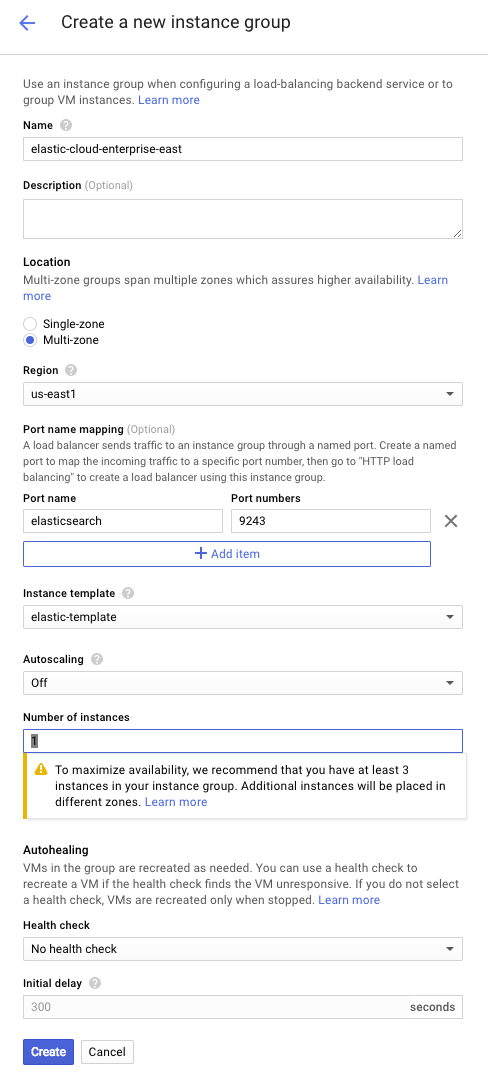 Create a new instance group
Use an instance group when configuring a load-balancing backend service or to
group VM instances. Learn more
Name ?
elastic-cloud-enterprise-east
Description (Optional)
Location
Multi-zone groups span multiple zones which assures higher availability. Learn
more
Single-zone
Multi-zone
Region ?
us-east1
Port name mapping (Optional)
A load balancer sends traffic to an instance group through a named port. Create a named
port to map the incoming traffic to a specific port number, then go to "HTTP load
balancing" to create a load balancer using this instance group.
Port name Port numbers
elasticsearch 9243
Add item
Instance template ?
elastic-template
Autoscaling ?
Off
Number of instances
1
To maximize availability, we recommend that you have at least 3
instances in your instance group. Additional instances will be placed in
different zones. Learn more
Autohealing
VMs in the group are recreated as needed. You can use a health check to
recreate a VM if the health check finds the VM unresponsive. If you do not select
a health check, VMs are recreated only when stopped. Learn more
Health check
No health check
Initial delay ?
300 seconds
Create Cancel